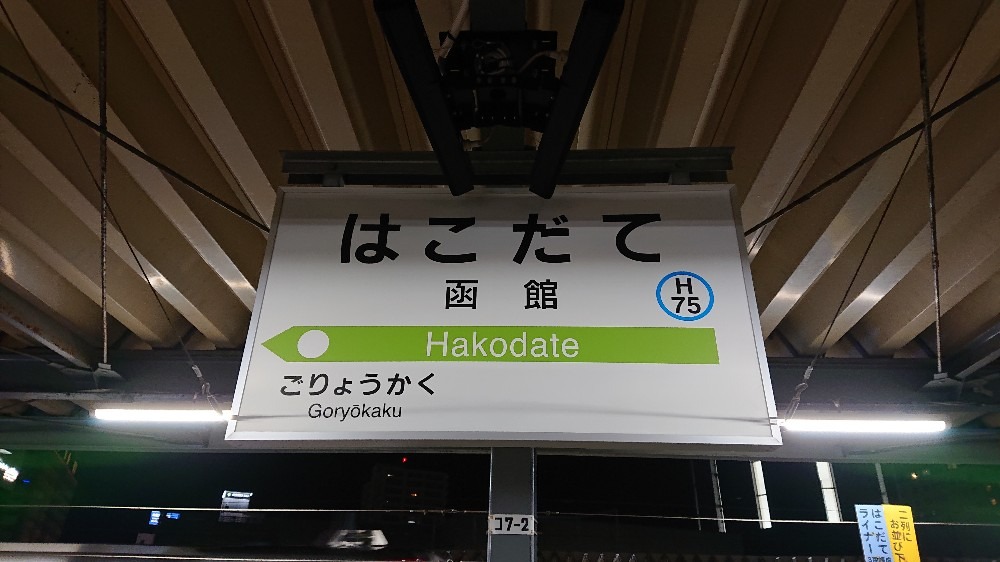 はこだて
函館
H
75
Hakodate
ごりょうかく
Goryōkaku
コ7-2
はこだて
ライナー
二列に
お並び下